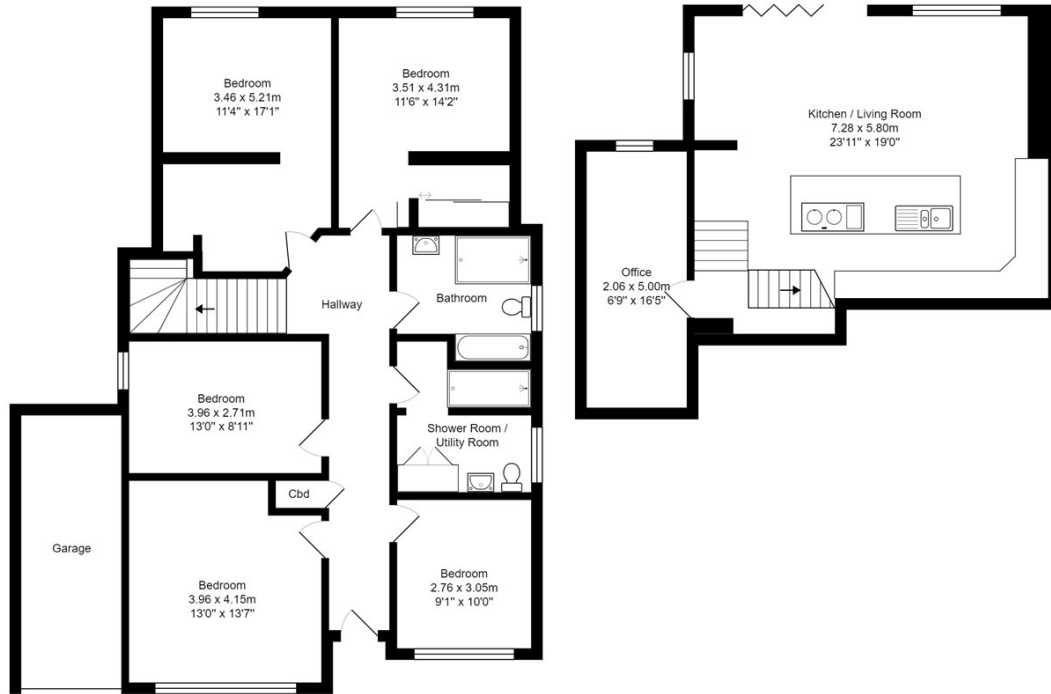 Bedroom
3.46 x 5.21m
11'4" x 17'1"
Bedroom
3.51 x 4.31m
11'6" x 14'2"
Hallway
Bathroom
Bedroom
3.96 x 2.71m
13'0" x 8'11"
Shower Room /
Utility Room
Cbd
Garage
Bedroom
3.96 x 4.15m
13'0" x 13'7"
Bedroom
2.76 x 3.05m
9'1" x 10'0"
Kitchen / Living Room
7.28 x 5.80m
23'11" x 19'0"
Office
2.06 x 5.00m
6'9" x 16'5"